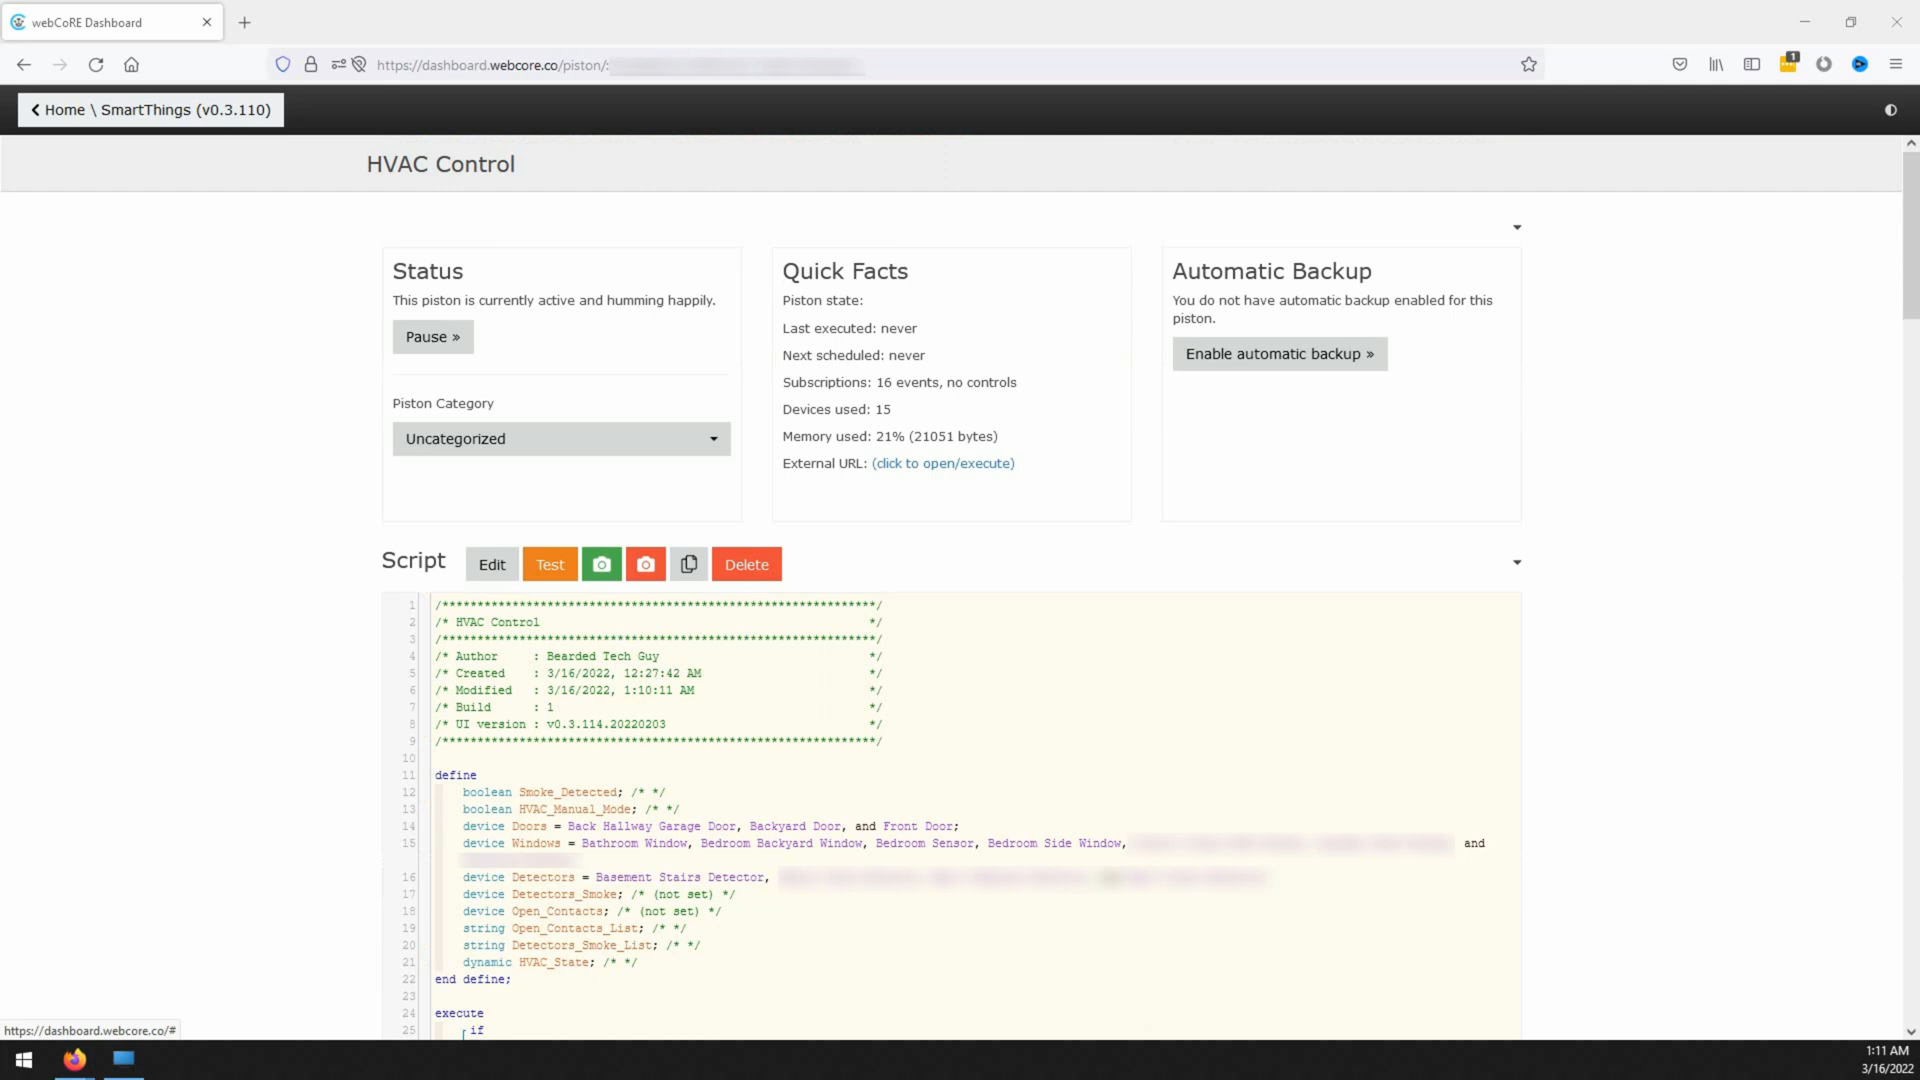 webCoRE Dashboard
https://dashboard.webcore.co/piston/:
1
Home \ SmartThings (v0.3.110)
HVAC Control
Status
This piston is currently active and humming happily.
Pause »
Piston Category
Uncategorized
Quick Facts
Piston state:
Last executed: never
Next scheduled: never
Subscriptions: 16 events, no controls
Devices used: 15
Memory used: 21% (21051 bytes)
External URL: (click to open/execute)
Automatic Backup
You do not have automatic backup enabled for this
piston.
Enable automatic backup »
Script Edit Test Delete
1 /**************************************************************/
2 /* HVAC Control */
3 /**************************************************************/
4 /* Author : Bearded Tech Guy */
5 /* Created : 3/16/2022, 12:27:42 AM */
6 /* Modified : 3/16/2022, 1:10:11 AM */
7 /* Build : 1 */
8 /* UI version : v0.3.114.20220203 */
9 /**************************************************************/
10
11 define
12 boolean Smoke_Detected; /* */
13 boolean HVAC_Manual_Mode; /* */
14 device Doors = Back Hallway Garage Door, Backyard Door, and Front Door;
15 device Windows = Bathroom Window, Bedroom Backyard Window, Bedroom Sensor, Bedroom Side Window, and
16 device Detectors = Basement Stairs Detector,
17 device Detectors_Smoke; /* (not set) */
18 device Open_Contacts; /* (not set) */
19 string Open_Contacts_List; /* */
20 string Detectors_Smoke_List; /* */
21 dynamic HVAC_State; /* */
22 end define;
23
24 execute
25 if
https://dashboard.webcore.co/#
1:11 AM
3/16/2022